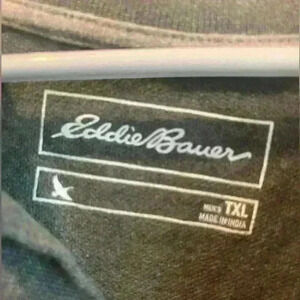 Eddie Bauer
MEN'S TXL
MADE IN INDIA